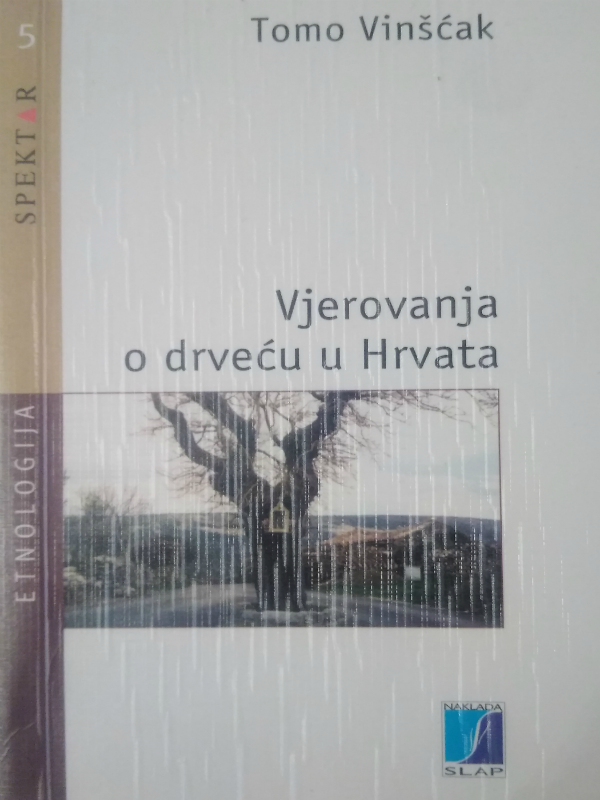 5
SPEKTAR
ETNOLOGIJA
Tomo Vinšćak
Vjerovanja
o drveću u Hrvata
NAKLADA
SLAP